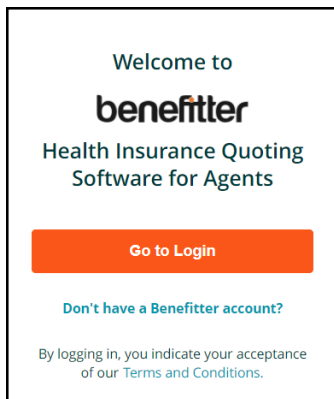 Welcome to
benefitter
Health Insurance Quoting
Software for Agents
Go to Login
Don't have a Benefitter account?
By logging in, you indicate your acceptance
of our Terms and Conditions.